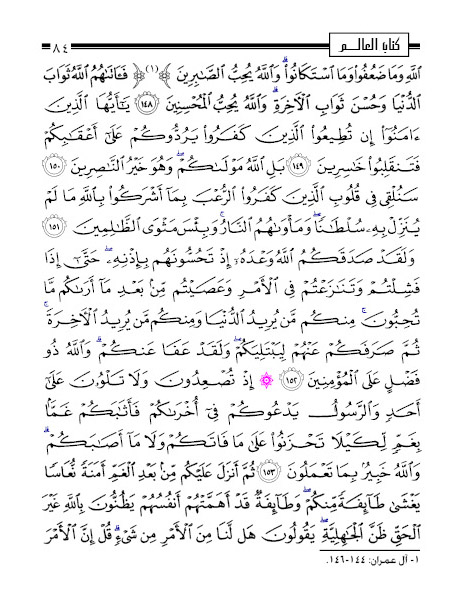 كتاب العالم
٨٤
ٱللَّهِ وَمَا ضَعُفُوا۟ وَمَا ٱسْتَكَانُوا۟ ۗ وَٱللَّهُ يُحِبُّ ٱلصَّـٰبِرِينَ ﴾(١) ﴿ فَـَٔاتَىٰهُمُ ٱللَّهُ ثَوَابَ
ٱلدُّنْيَا وَحُسْنَ ثَوَابِ ٱلْـَٔاخِرَةِ ۗ وَٱللَّهُ يُحِبُّ ٱلْمُحْسِنِينَ ١٤٨ يَـٰٓأَيُّهَا ٱلَّذِينَ
ءَامَنُوٓا۟ إِن تُطِيعُوا۟ ٱلَّذِينَ كَفَرُوا۟ يَرُدُّوكُمْ عَلَىٰٓ أَعْقَـٰبِكُمْ
فَتَنقَلِبُوا۟ خَـٰسِرِينَ ١٤٩ بَلِ ٱللَّهُ مَوْلَىٰكُمْ ۖ وَهُوَ خَيْرُ ٱلنَّـٰصِرِينَ ١٥٠
سَنُلْقِى فِى قُلُوبِ ٱلَّذِينَ كَفَرُوا۟ ٱلرُّعْبَ بِمَآ أَشْرَكُوا۟ بِٱللَّهِ مَا لَمْ
يُنَزِّلْ بِهِۦ سُلْطَـٰنًا ۖ وَمَأْوَىٰهُمُ ٱلنَّارُ ۚ وَبِئْسَ مَثْوَى ٱلظَّـٰلِمِينَ ١٥١
وَلَقَدْ صَدَقَكُمُ ٱللَّهُ وَعْدَهُۥٓ إِذْ تَحُسُّونَهُم بِإِذْنِهِۦ ۖ حَتَّىٰٓ إِذَا
فَشِلْتُمْ وَتَنَـٰزَعْتُمْ فِى ٱلْأَمْرِ وَعَصَيْتُم مِّنۢ بَعْدِ مَآ أَرَىٰكُم مَّا
تُحِبُّونَ ۚ مِنكُم مَّن يُرِيدُ ٱلدُّنْيَا وَمِنكُم مَّن يُرِيدُ ٱلْـَٔاخِرَةَ ۚ
ثُمَّ صَرَفَكُمْ عَنْهُمْ لِيَبْتَلِيَكُمْ ۖ وَلَقَدْ عَفَا عَنكُمْ ۗ وَٱللَّهُ ذُو
فَضْلٍ عَلَى ٱلْمُؤْمِنِينَ ١٥٢ ۞ إِذْ تُصْعِدُونَ وَلَا تَلْوُۥنَ عَلَىٰٓ
أَحَدٍ وَٱلرَّسُولُ يَدْعُوكُمْ فِىٓ أُخْرَىٰكُمْ فَأَثَـٰبَكُمْ غَمًّۢا
بِغَمٍّ لِّكَيْلَا تَحْزَنُوا۟ عَلَىٰ مَا فَاتَكُمْ وَلَا مَآ أَصَـٰبَكُمْ ۗ
وَٱللَّهُ خَبِيرٌۢ بِمَا تَعْمَلُونَ ١٥٣ ثُمَّ أَنزَلَ عَلَيْكُم مِّنۢ بَعْدِ ٱلْغَمِّ أَمَنَةً نُّعَاسًا
يَغْشَىٰ طَآئِفَةً مِّنكُمْ ۖ وَطَآئِفَةٌ قَدْ أَهَمَّتْهُمْ أَنفُسُهُمْ يَظُنُّونَ بِٱللَّهِ غَيْرَ
ٱلْحَقِّ ظَنَّ ٱلْجَـٰهِلِيَّةِ ۖ يَقُولُونَ هَل لَّنَا مِنَ ٱلْأَمْرِ مِن شَىْءٍ ۗ قُلْ إِنَّ ٱلْأَمْرَ
١- آل عمران: ١٤٤-١٤٦.